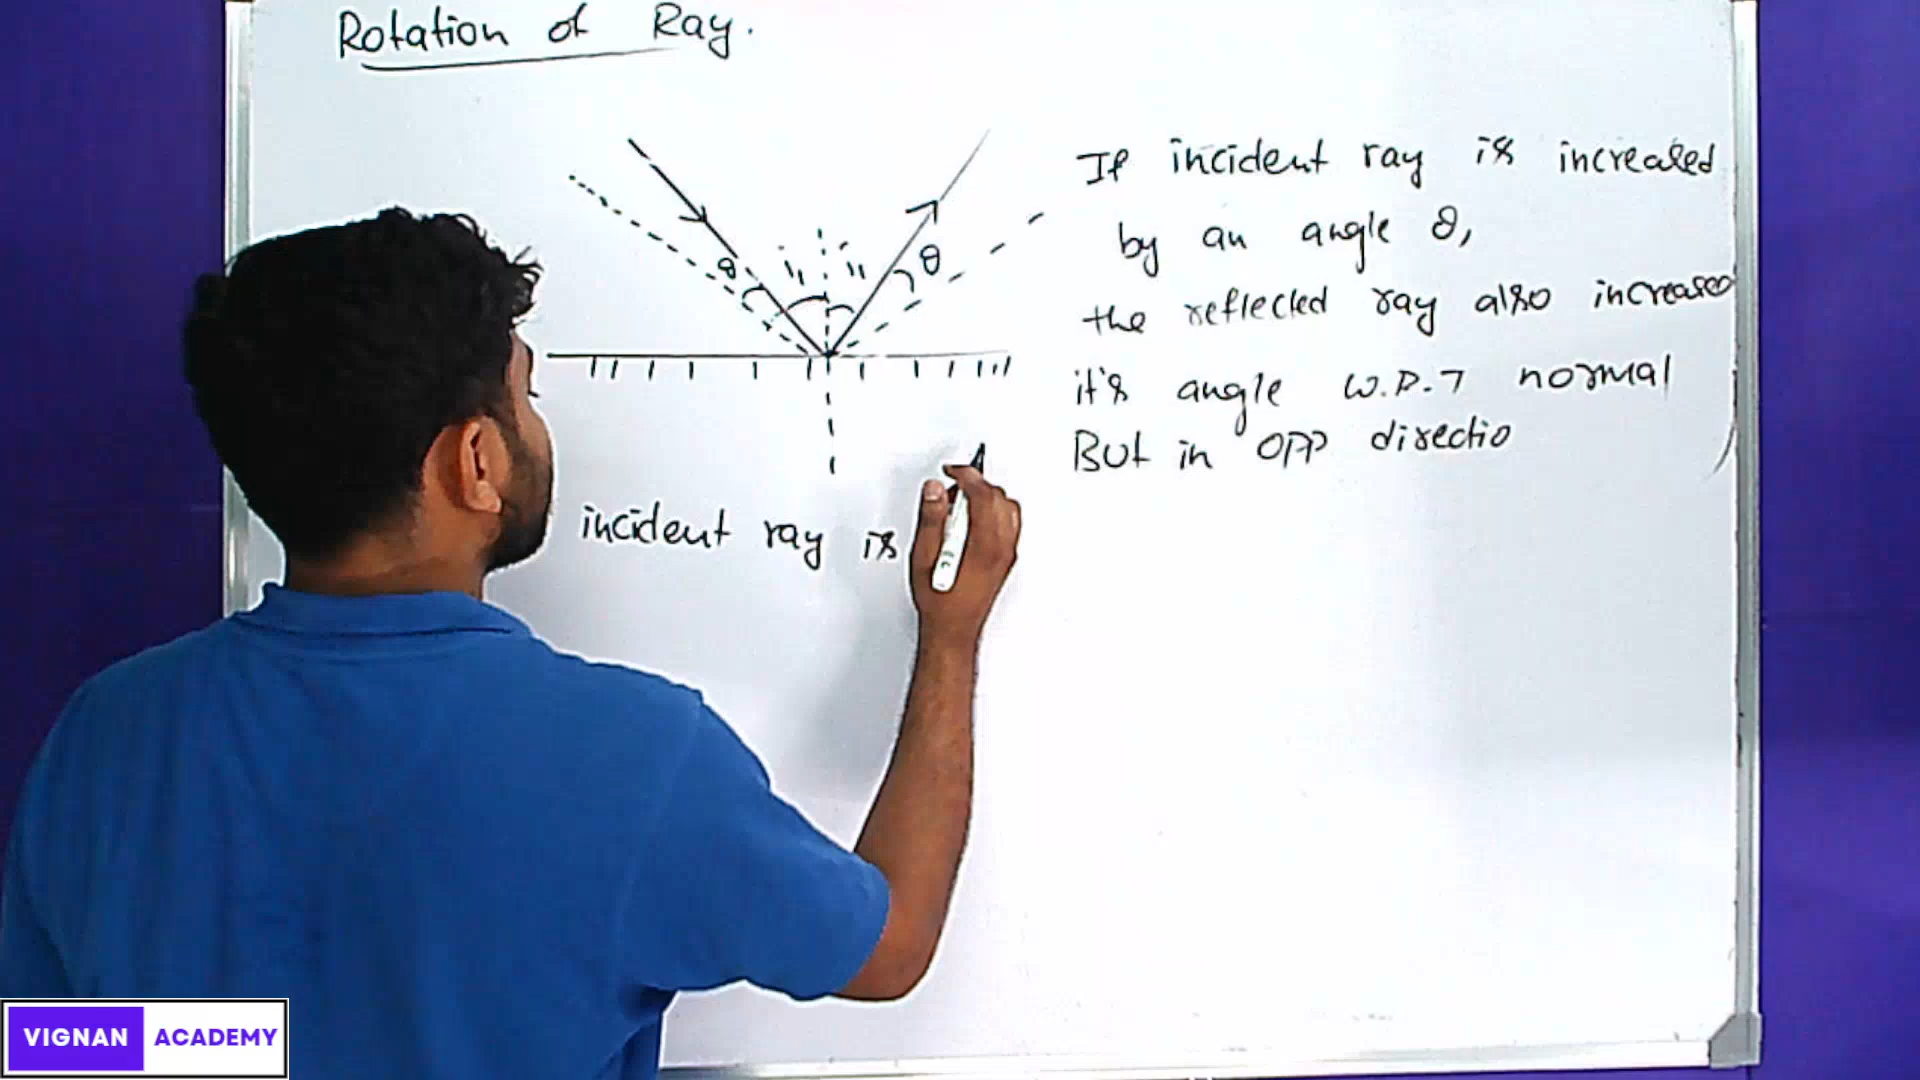 Rotation of Ray.
θ
i
i
θ
If incident ray is increased
by an angle θ,
the reflected ray also increased
it's angle W.R.T normal
But in opp directio
incident ray is
VIGNAN ACADEMY